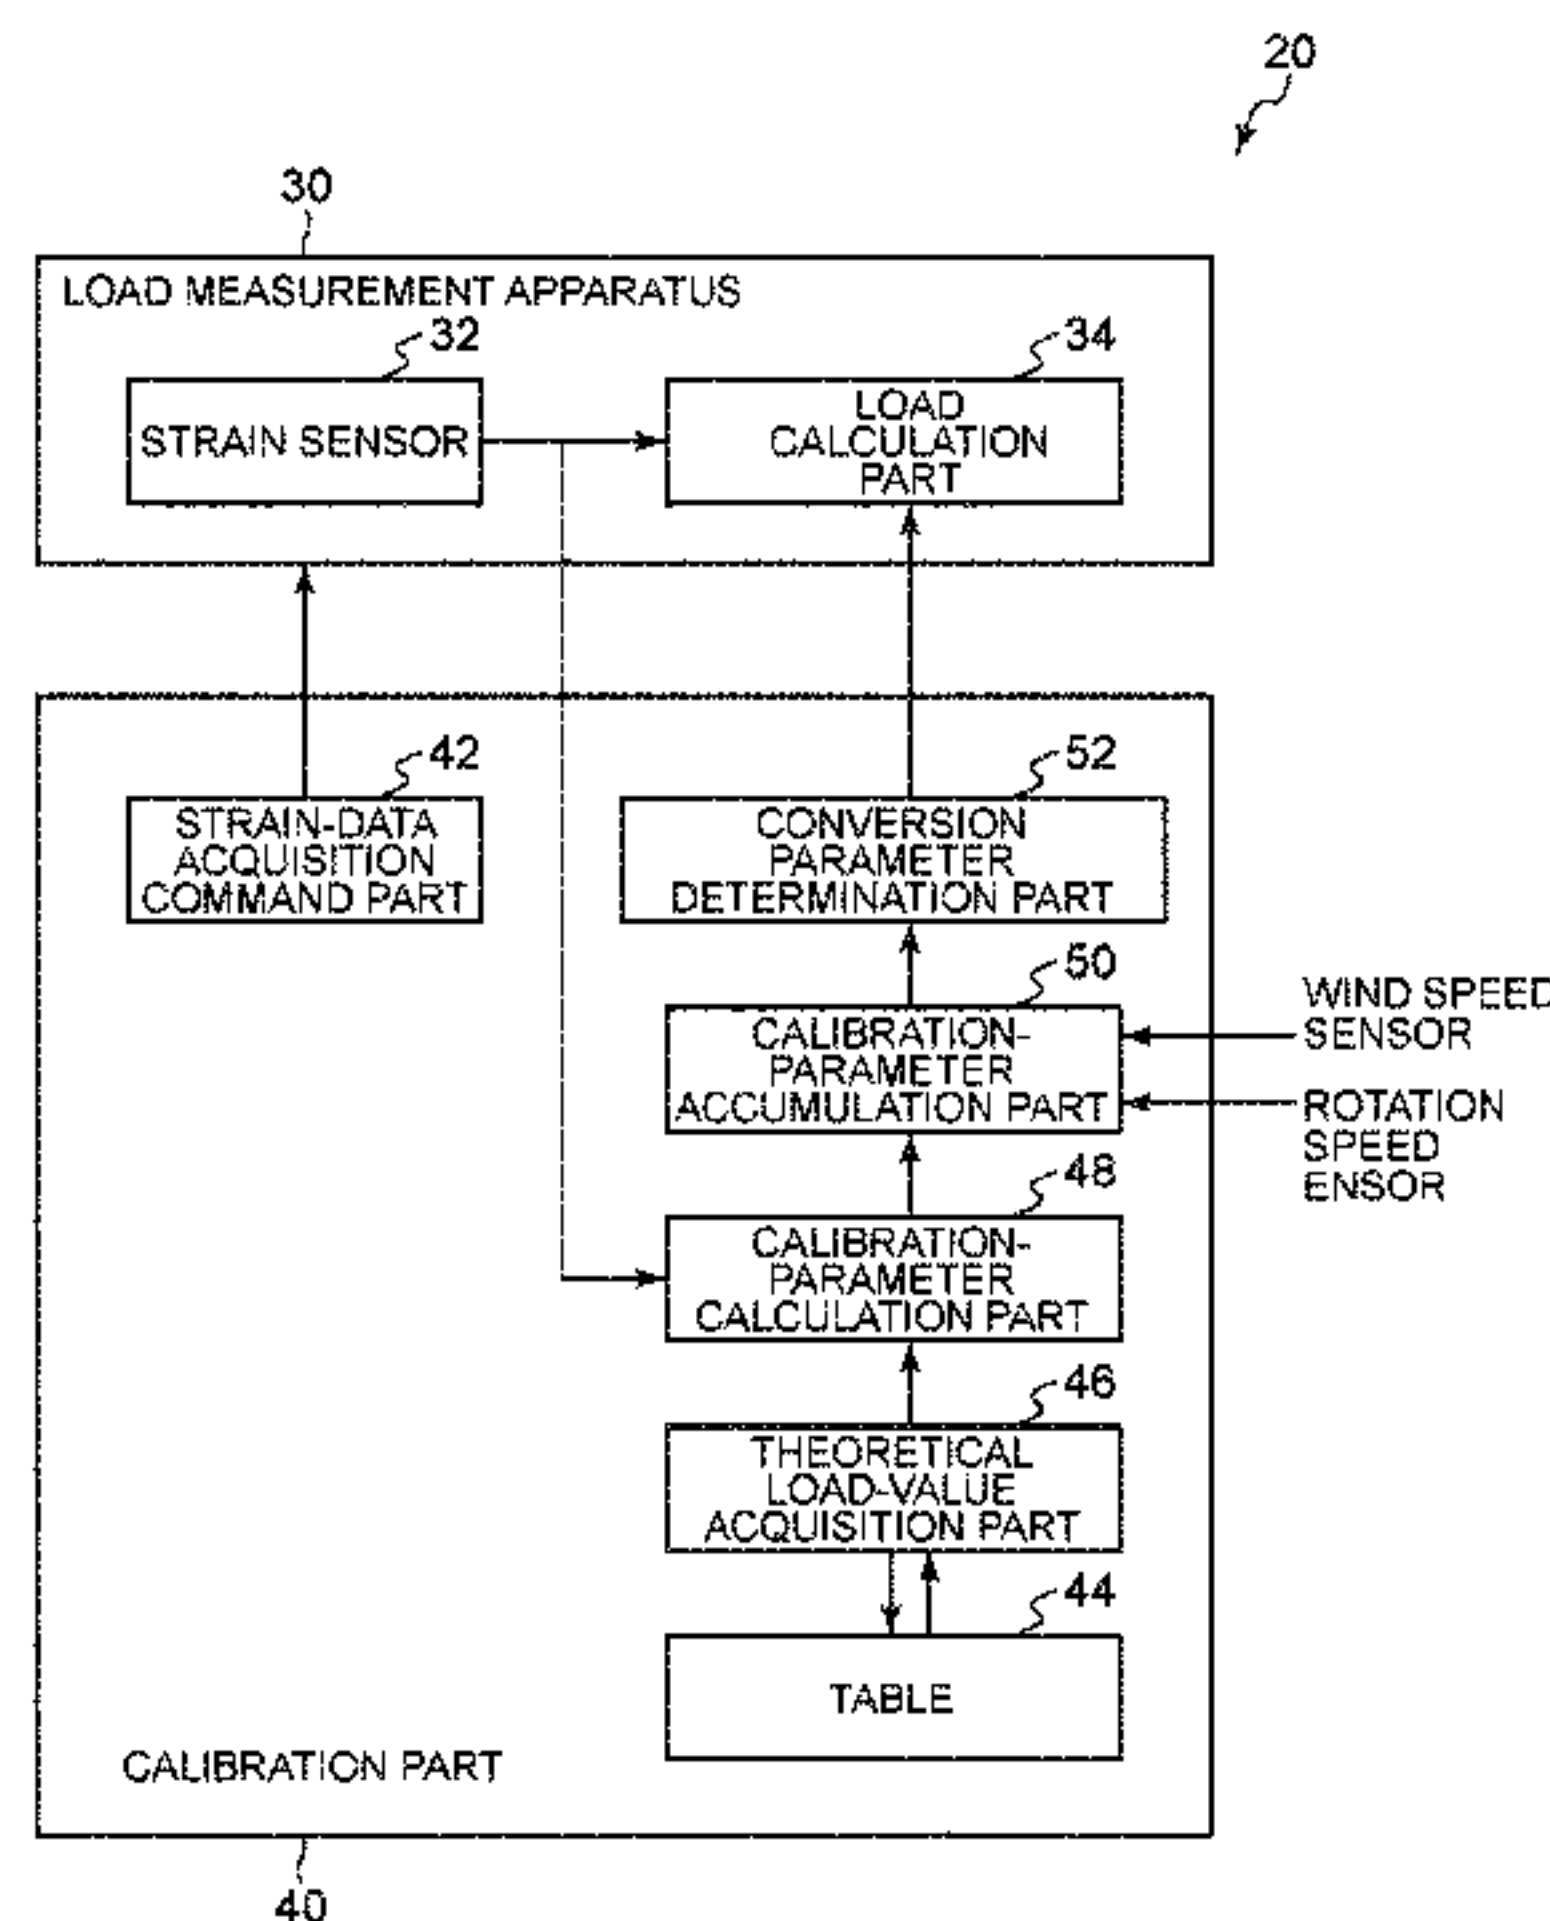 20
30
LOAD MEASUREMENT APPARATUS
32
34
STRAIN SENSOR
LOAD
CALCULATION
PART
42
52
STRAIN-DATA
ACQUISITION
COMMAND PART
CONVERSION
PARAMETER
DETERMINATION PART
50
CALIBRATION-
PARAMETER
ACCUMULATION PART
WIND SPEED
SENSOR
ROTATION
SPEED
ENSOR
48
CALIBRATION-
PARAMETER
CALCULATION PART
46
THEORETICAL
LOAD-VALUE
ACQUISITION PART
44
TABLE
CALIBRATION PART
40